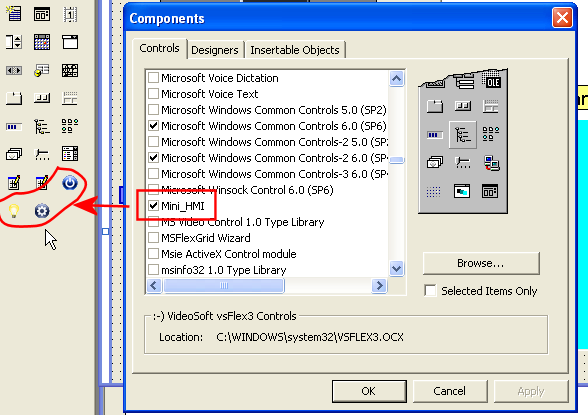 Components
Controls
Designers
Insertable Objects
Microsoft Voice Dictation
Microsoft Voice Text
Microsoft Windows Common Controls 5.0 (SP2)
Microsoft Windows Common Controls 6.0 (SP6)
Microsoft Windows Common Controls-2 5.0 (SP2
Microsoft Windows Common Controls-2 6.0 (SP4
Microsoft Windows Common Controls-3 6.0 (SP5
Microsoft Winsock Control 6.0 (SP6)
Mini_HMI
MS Video Control 1.0 Type Library
MSFlexGrid Wizard
Msie ActiveX Control module
msinfo32 1.0 Type Library
OLE
Browse...
Selected Items Only
:-) VideoSoft vsFlex3 Controls
Location: C:\WINDOWS\system32\VSFLEX3.OCX
OK
Cancel
Apply